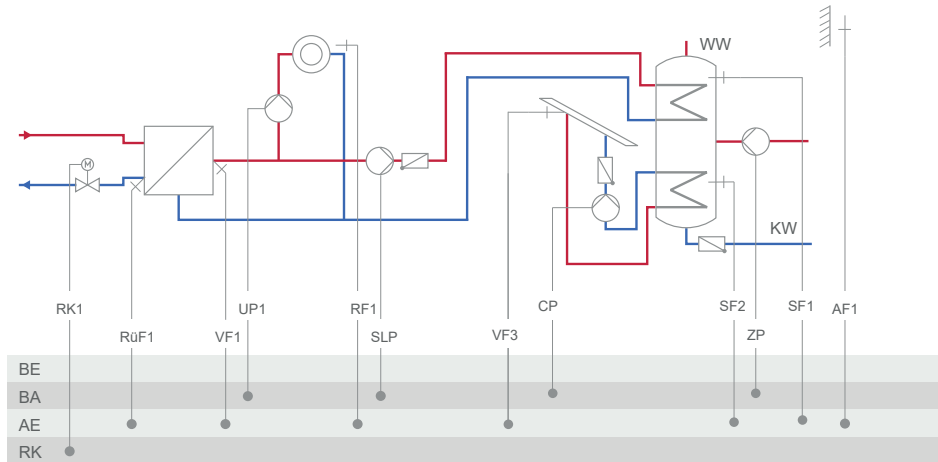 WW
M
KW
RK1
UP1
RF1
CP
SF2
SF1
AF1
RüF1
VF1
SLP
VF3
ZP
BE
BA
AE
RK